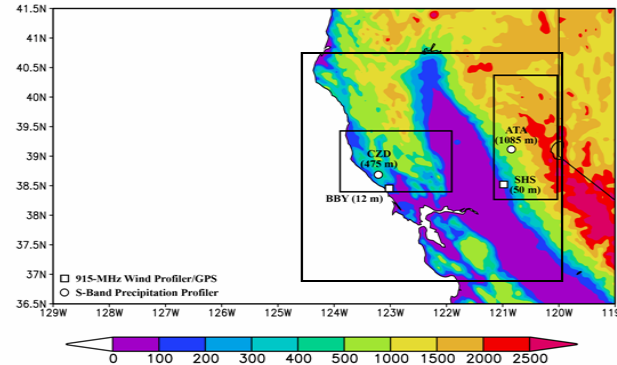 41.5N
41N
40.5N
40N
39.5N
39N
38.5N
38N
37.5N
37N
36.5N
ATA
(1085 m)
CZD
(475 m)
SHS
(50 m)
BBY (12 m)
915-MHz Wind Profiler/GPS
S-Band Precipitation Profiler
129W 128W 127W 126W 125W 124W 123W 122W 121W 120W 119
0 100 200 300 400 500 1000 1500 2000 2500